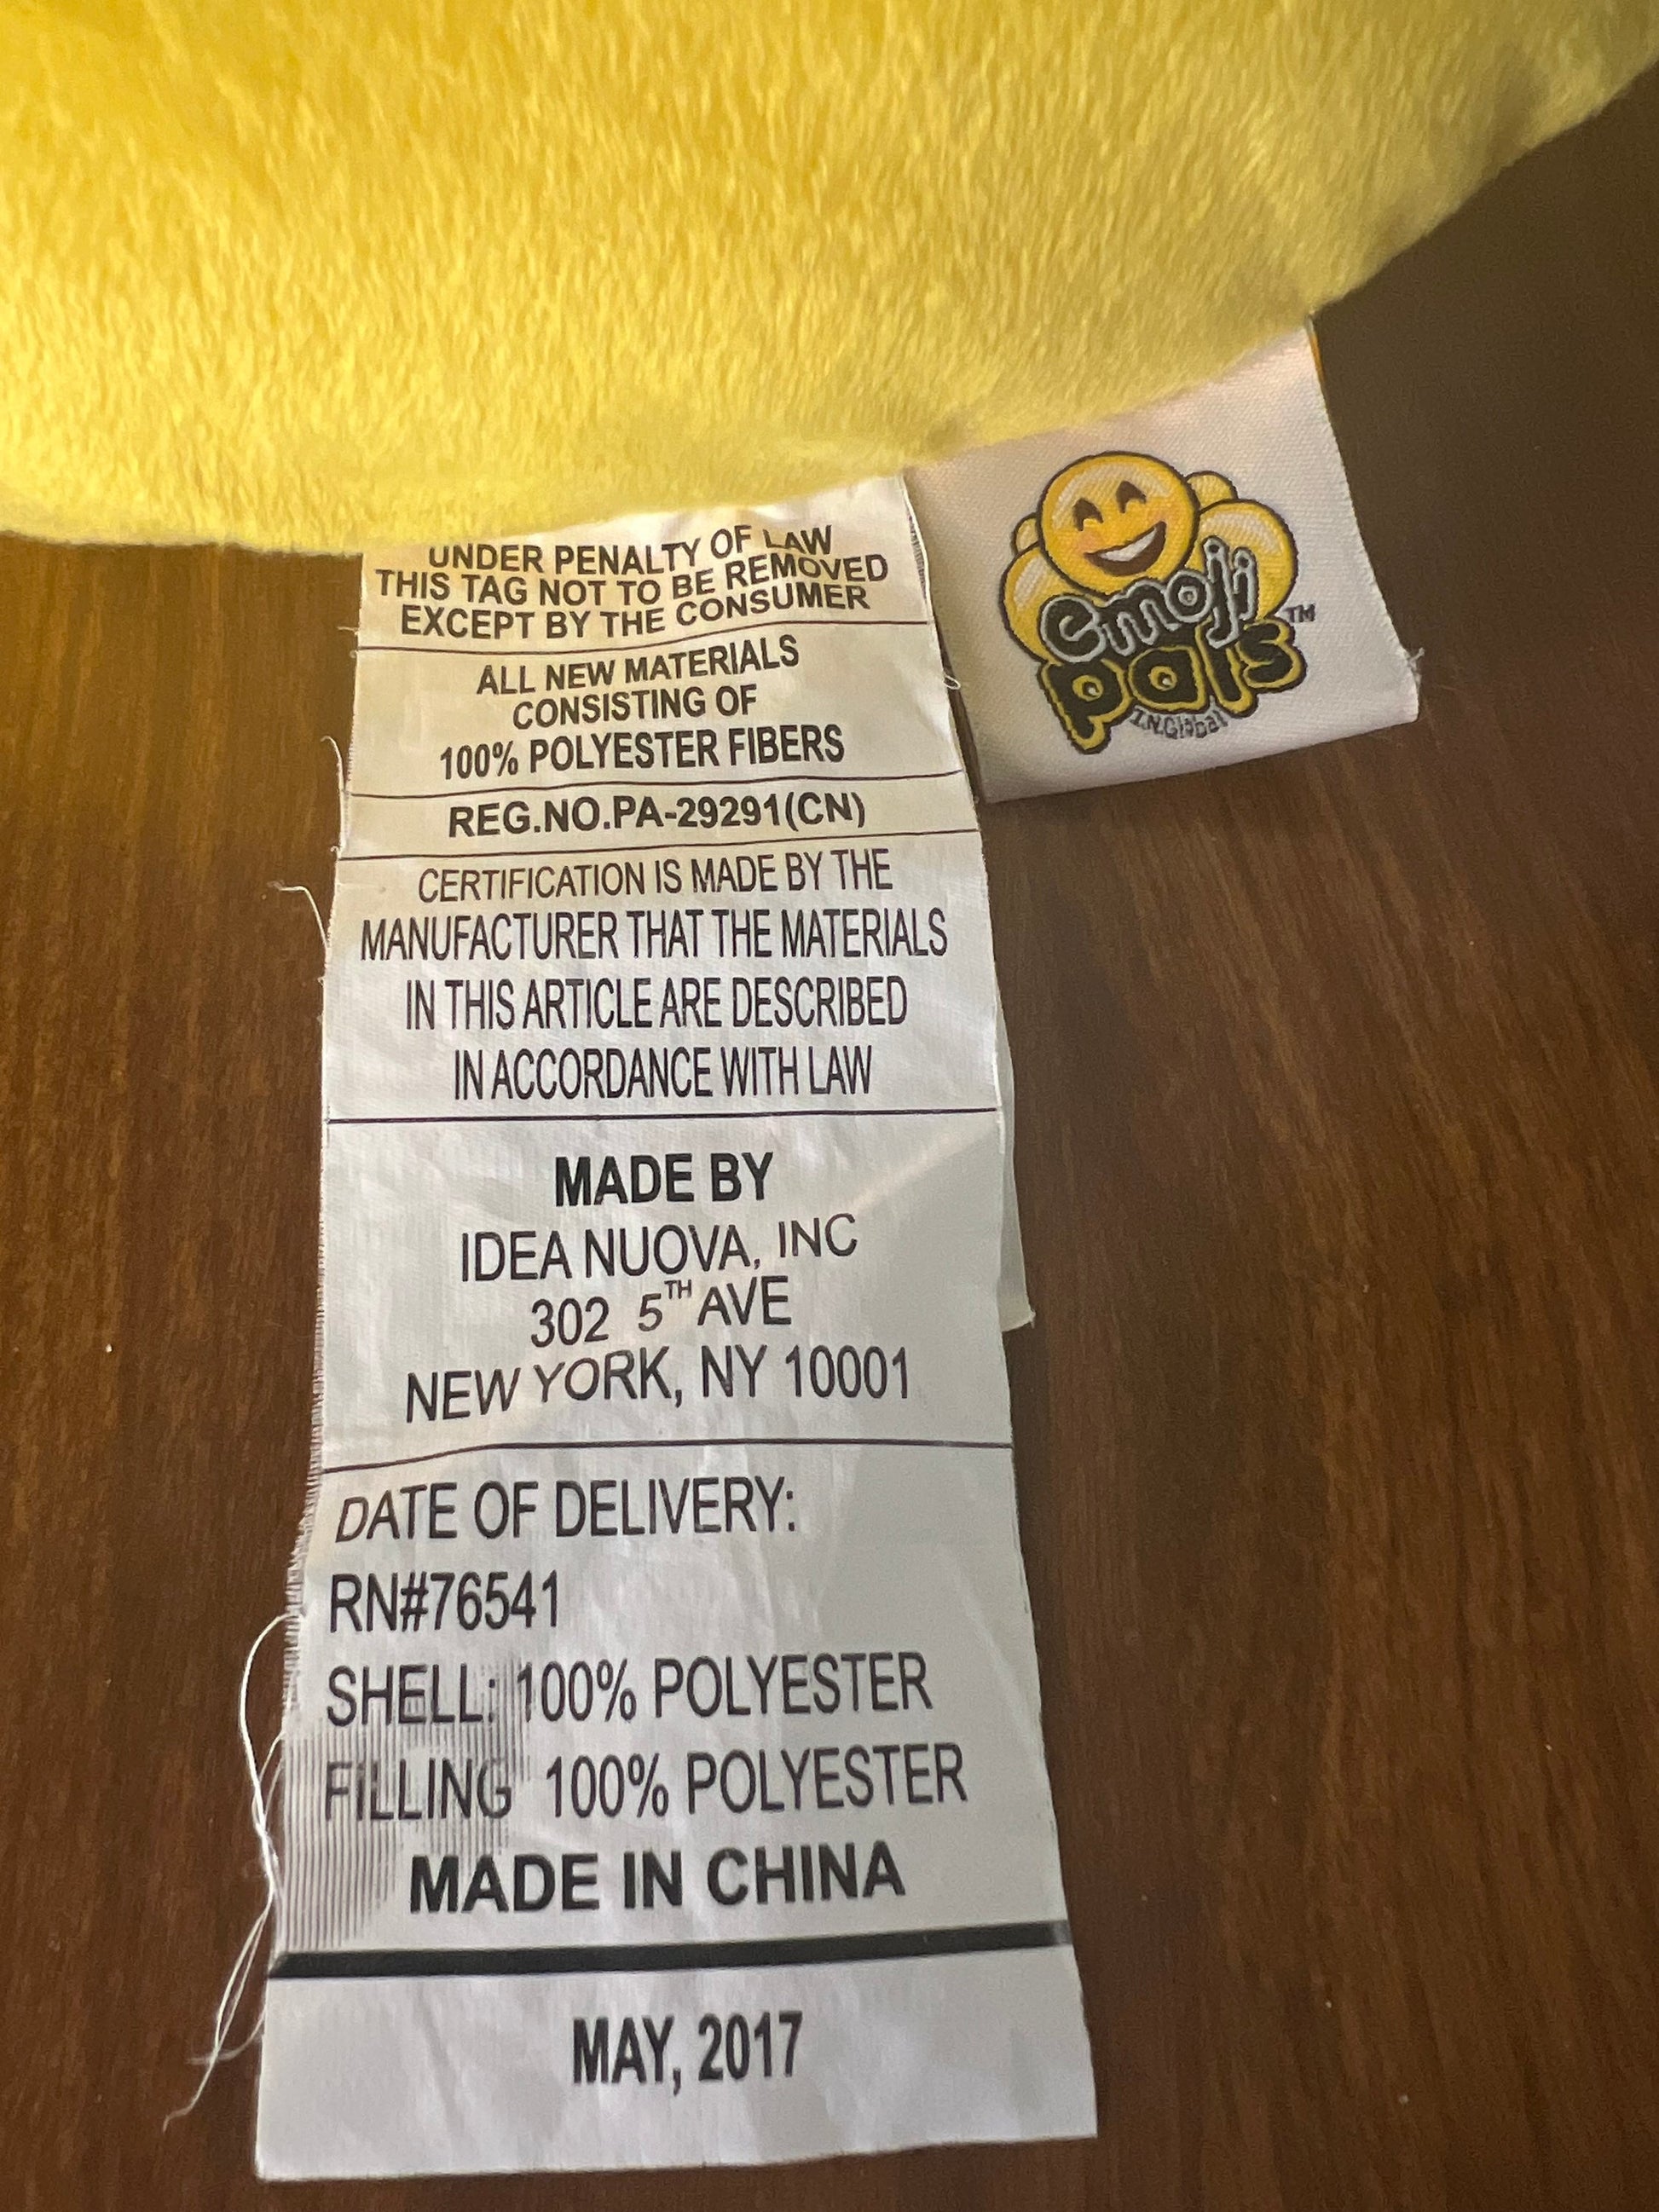 UNDER PENALTY OF LAW
THIS TAG NOT TO BE REMOVED
EXCEPT BY THE CONSUMER
ALL NEW MATERIALS
CONSISTING OF
100% POLYESTER FIBERS
REG.NO.PA-29291(CN)
CERTIFICATION IS MADE BY THE
MANUFACTURER THAT THE MATERIALS
IN THIS ARTICLE ARE DESCRIBED
IN ACCORDANCE WITH LAW
MADE BY
IDEA NUOVA, INC
302 5TH AVE
NEW YORK, NY 10001
DATE OF DELIVERY:
RN#76541
SHELL: 100% POLYESTER
FILLING 100% POLYESTER
MADE IN CHINA
MAY, 2017
emoji
pals™
I.N.Global